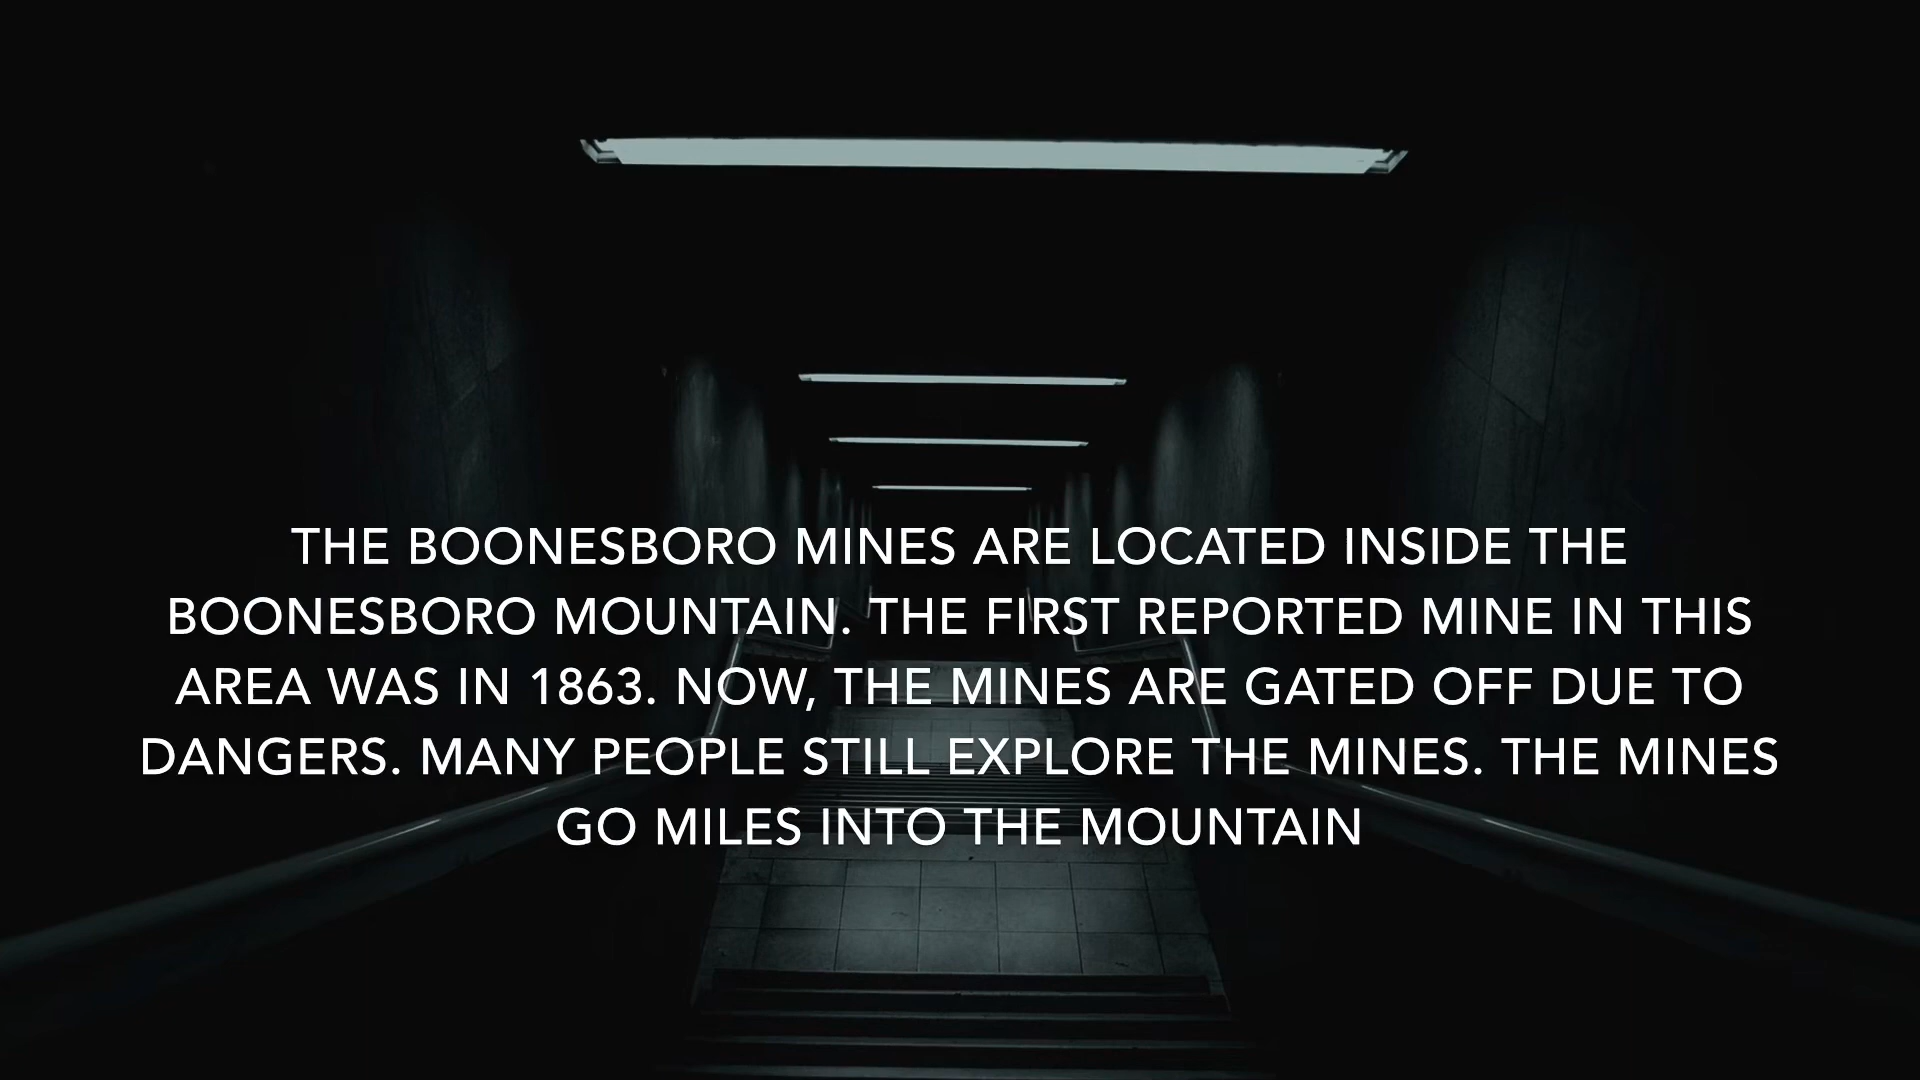 THE BOONESBORO MINES ARE LOCATED INSIDE THE
BOONESBORO MOUNTAIN. THE FIRST REPORTED MINE IN THIS
AREA WAS IN 1863. NOW, THE MINES ARE GATED OFF DUE TO
DANGERS. MANY PEOPLE STILL EXPLORE THE MINES. THE MINES
GO MILES INTO THE MOUNTAIN